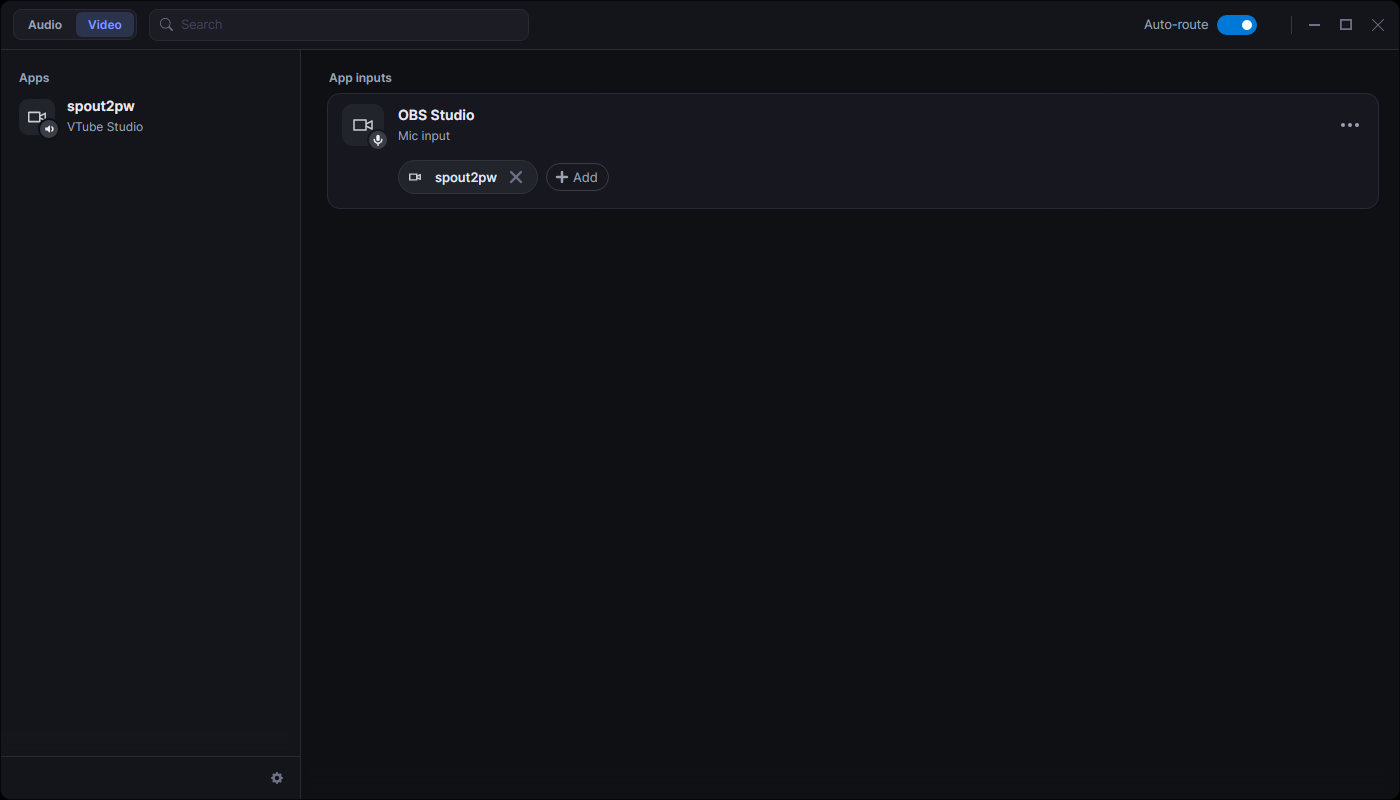 Audio
Video
Search
Auto-route
Apps
spout2pw
VTube Studio
App inputs
OBS Studio
Mic input
spout2pw
Add